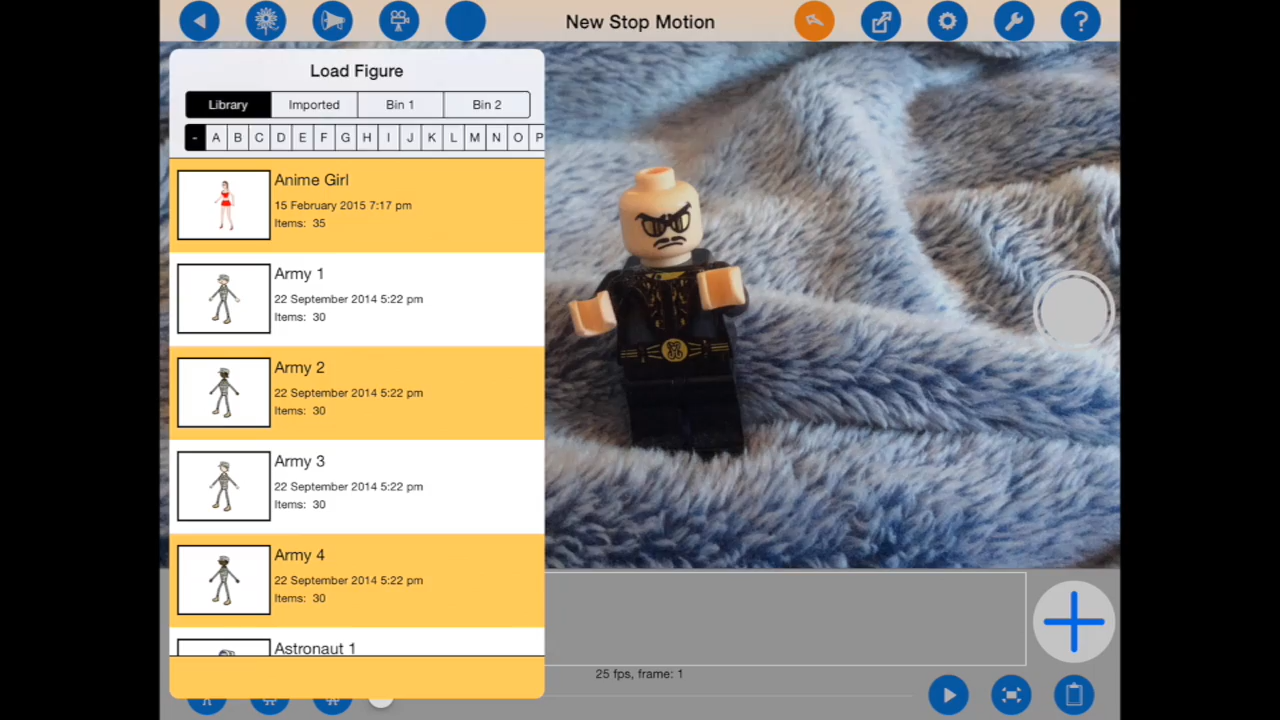 New Stop Motion
?
Load Figure
Library Imported Bin 1 Bin 2
- A B C D E F G H I J K L M N O P
Anime Girl
15 February 2015 7:17 pm
Items: 35
Army 1
22 September 2014 5:22 pm
Items: 30
Army 2
22 September 2014 5:22 pm
Items: 30
Army 3
22 September 2014 5:22 pm
Items: 30
Army 4
22 September 2014 5:22 pm
Items: 30
Astronaut 1
25 fps, frame: 1